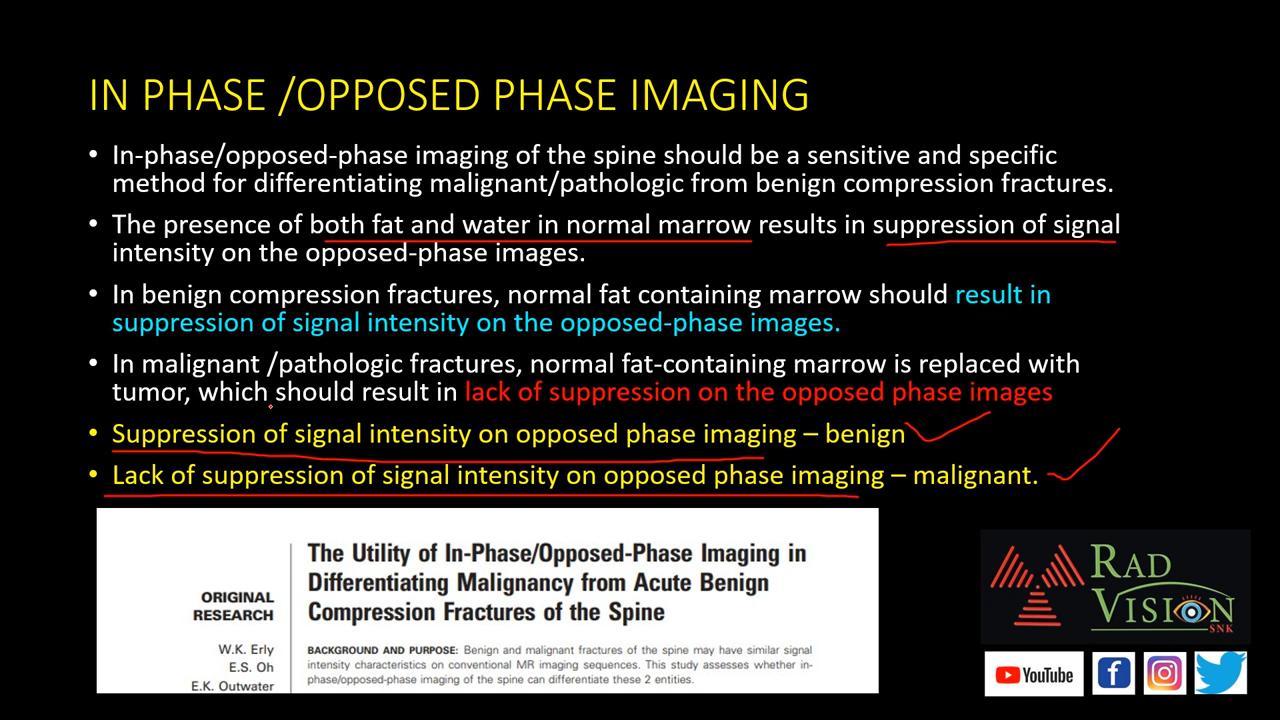 IN PHASE /OPPOSED PHASE IMAGING
• In-phase/opposed-phase imaging of the spine should be a sensitive and specific
method for differentiating malignant/pathologic from benign compression fractures.
• The presence of both fat and water in normal marrow results in suppression of signal
intensity on the opposed-phase images.
• In benign compression fractures, normal fat containing marrow should result in
suppression of signal intensity on the opposed-phase images.
• In malignant /pathologic fractures, normal fat-containing marrow is replaced with
tumor, which should result in lack of suppression on the opposed phase images
• Suppression of signal intensity on opposed phase imaging – benign
• Lack of suppression of signal intensity on opposed phase imaging – malignant.
ORIGINAL
RESEARCH
W.K. Erly
E.S. Oh
E.K. Outwater
The Utility of In-Phase/Opposed-Phase Imaging in
Differentiating Malignancy from Acute Benign
Compression Fractures of the Spine
BACKGROUND AND PURPOSE: Benign and malignant fractures of the spine may have similar signal
intensity characteristics on conventional MR imaging sequences. This study assesses whether in-
phase/opposed-phase imaging of the spine can differentiate these 2 entities.
RAD
VISION
SNK
YouTube